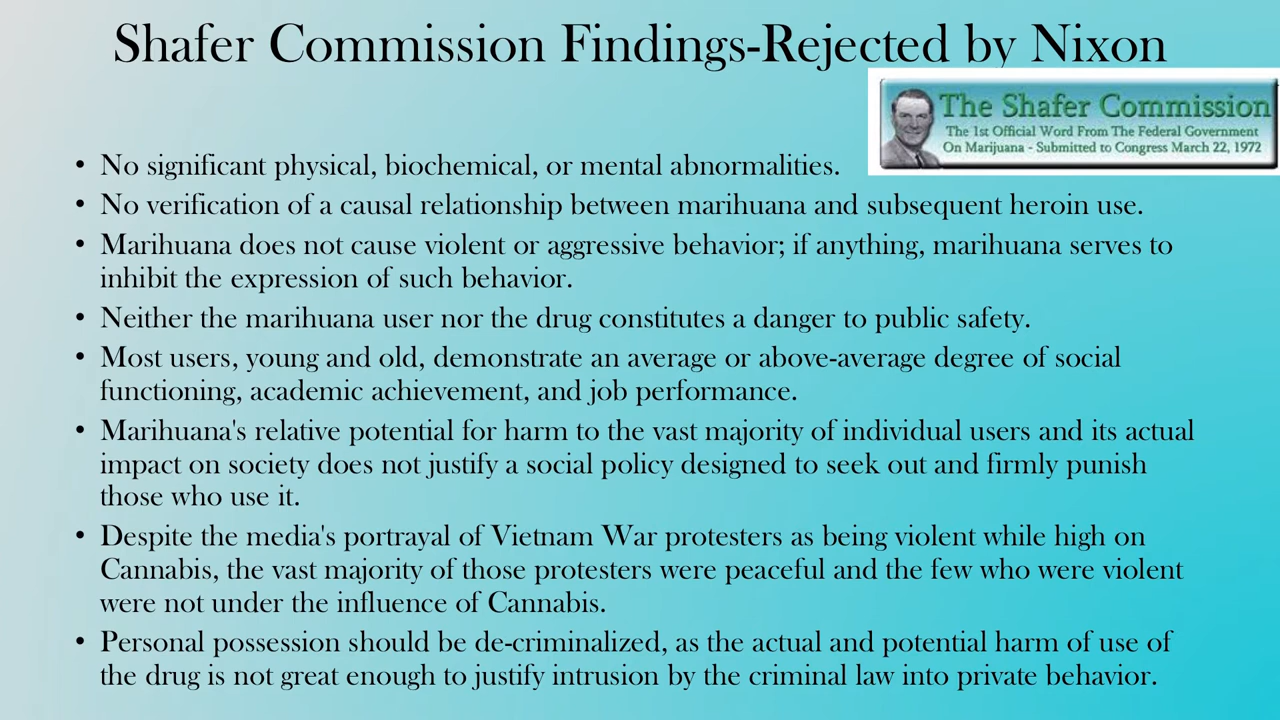 Shafer Commission Findings-Rejected by Nixon
The Shafer Commission
The 1st Official Word From The Federal Government
On Marijuana - Submitted to Congress March 22, 1972
• No significant physical, biochemical, or mental abnormalities.
• No verification of a causal relationship between marihuana and subsequent heroin use.
• Marihuana does not cause violent or aggressive behavior; if anything, marihuana serves to
inhibit the expression of such behavior.
• Neither the marihuana user nor the drug constitutes a danger to public safety.
• Most users, young and old, demonstrate an average or above-average degree of social
functioning, academic achievement, and job performance.
• Marihuana's relative potential for harm to the vast majority of individual users and its actual
impact on society does not justify a social policy designed to seek out and firmly punish
those who use it.
• Despite the media's portrayal of Vietnam War protesters as being violent while high on
Cannabis, the vast majority of those protesters were peaceful and the few who were violent
were not under the influence of Cannabis.
• Personal possession should be de-criminalized, as the actual and potential harm of use of
the drug is not great enough to justify intrusion by the criminal law into private behavior.